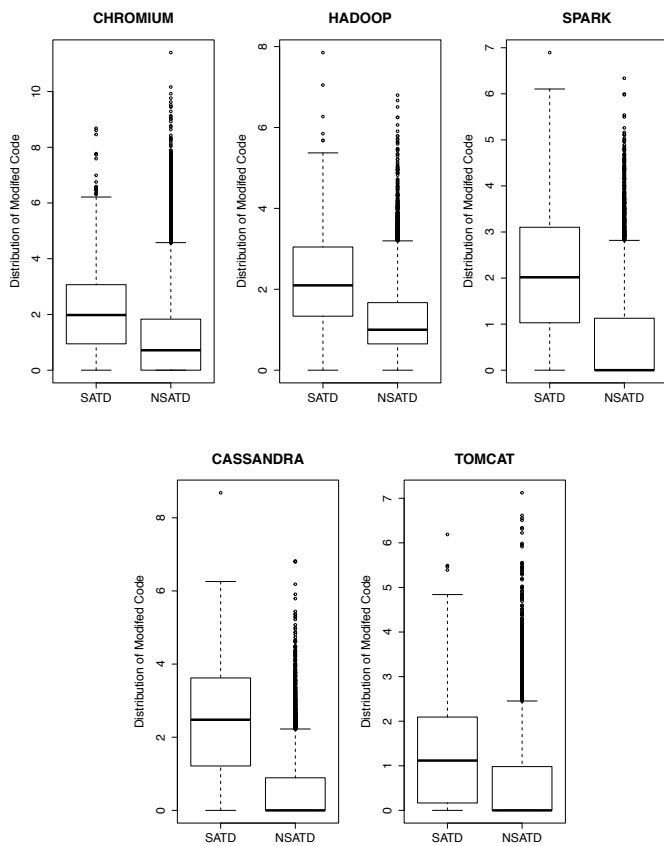 CHROMIUM
Distribution of Modifed Code
0
2
4
6
8
10
SATD
NSATD
HADOOP
Distribution of Modifed Code
0
2
4
6
8
SATD
NSATD
SPARK
Distribution of Modifed Code
0
1
2
3
4
5
6
7
SATD
NSATD
CASSANDRA
Distribution of Modifed Code
0
2
4
6
8
SATD
NSATD
TOMCAT
Distribution of Modifed Code
0
1
2
3
4
5
6
7
SATD
NSATD